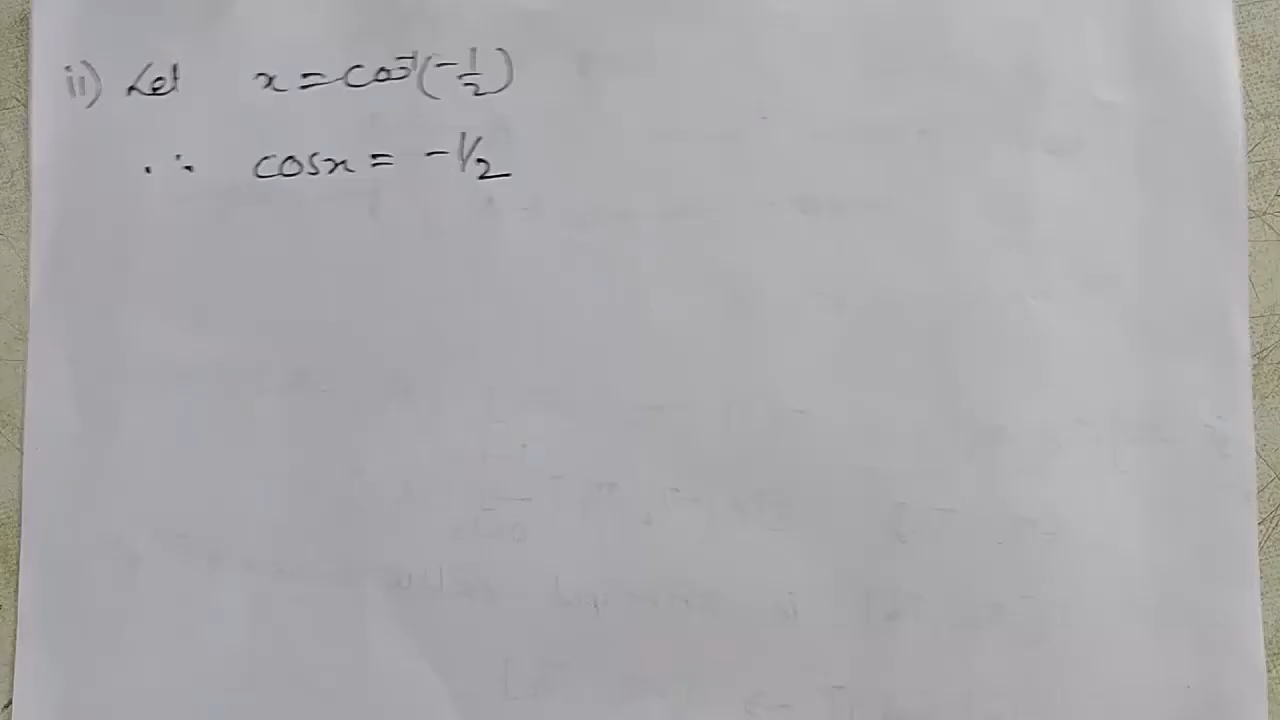 ii) Let x = cos⁻¹(-1/2)
∴ cosx = -1/2